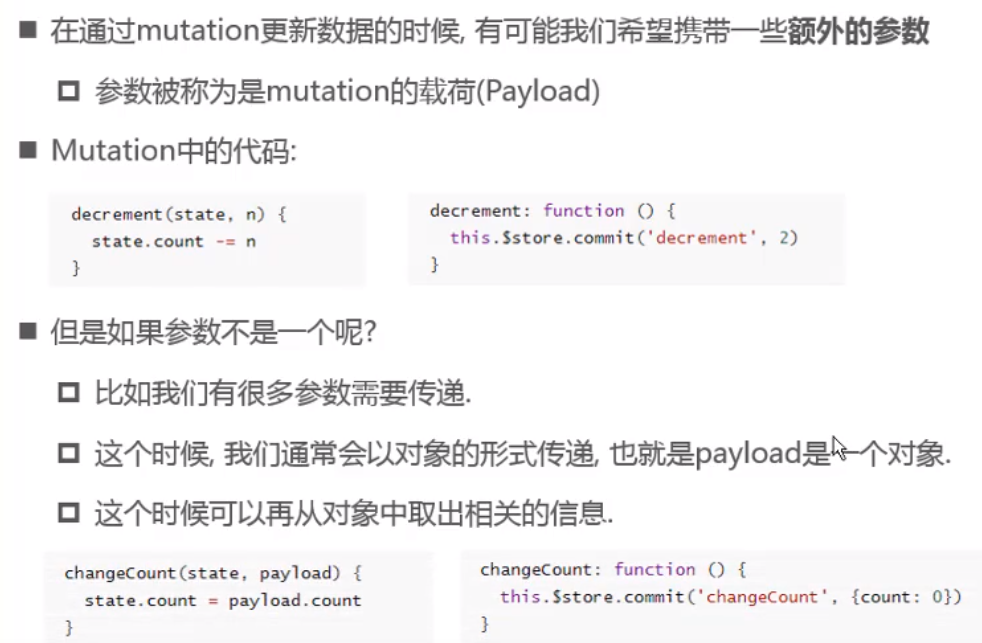 在通过mutation更新数据的时候, 有可能我们希望携带一些额外的参数
参数被称为是mutation的载荷(Payload)
Mutation中的代码:
decrement(state, n) {
state.count -= n
}
decrement: function () {
this.$store.commit('decrement', 2)
}
但是如果参数不是一个呢?
比如我们有很多参数需要传递.
这个时候, 我们通常会以对象的形式传递, 也就是payload是一个对象.
这个时候可以再从对象中取出相关的信息.
changeCount(state, payload) {
state.count = payload.count
}
changeCount: function () {
this.$store.commit('changeCount', {count: 0})
}